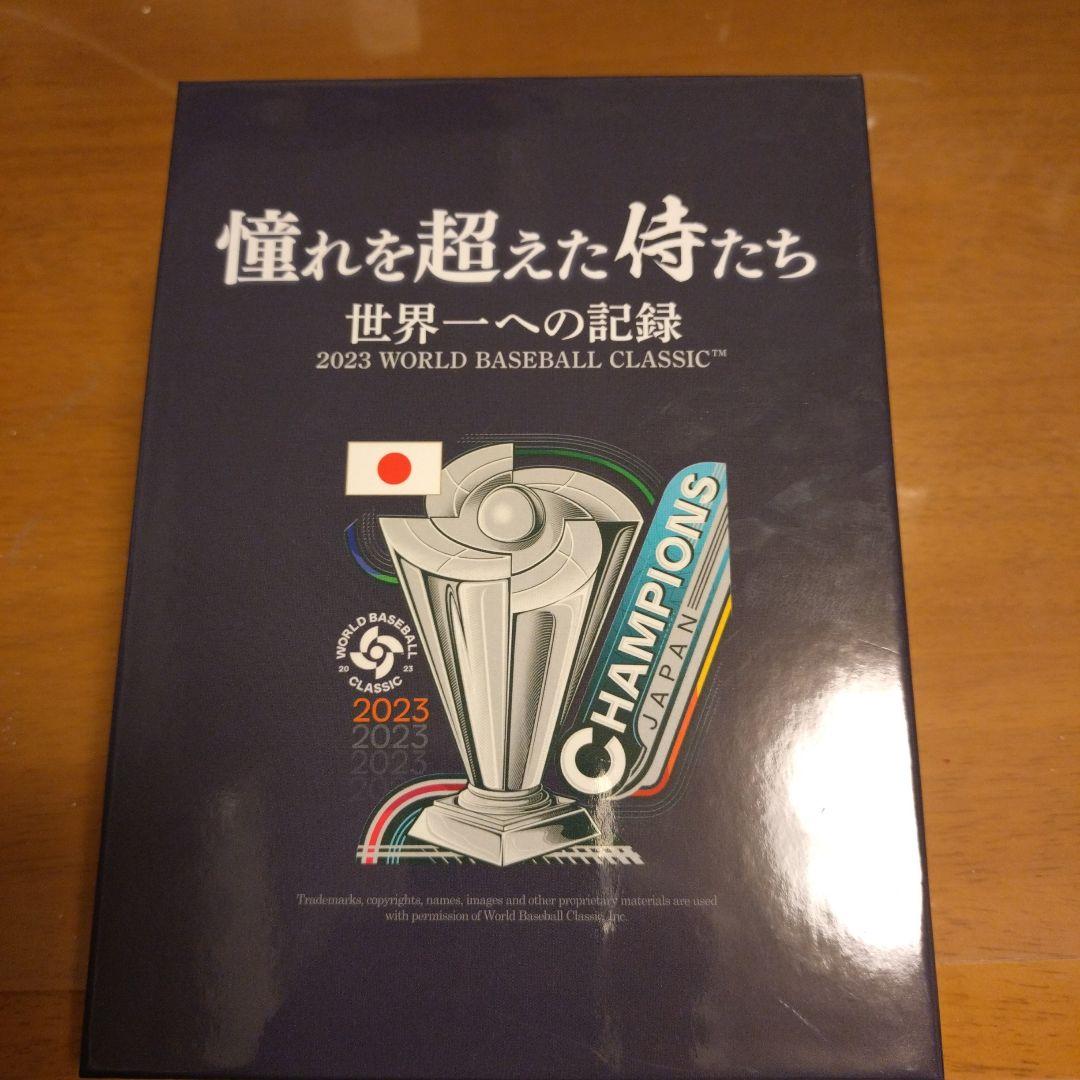 憧れを超えた侍たち
世界一への記録
2023 WORLD BASEBALL CLASSIC™
CHAMPIONS
JAPAN
WORLD BASEBALL
20 23
CLASSIC
2023
2023
2023
Trademarks, copyrights, names, images and other proprietary materials are used
with permission of World Baseball Classic, Inc.